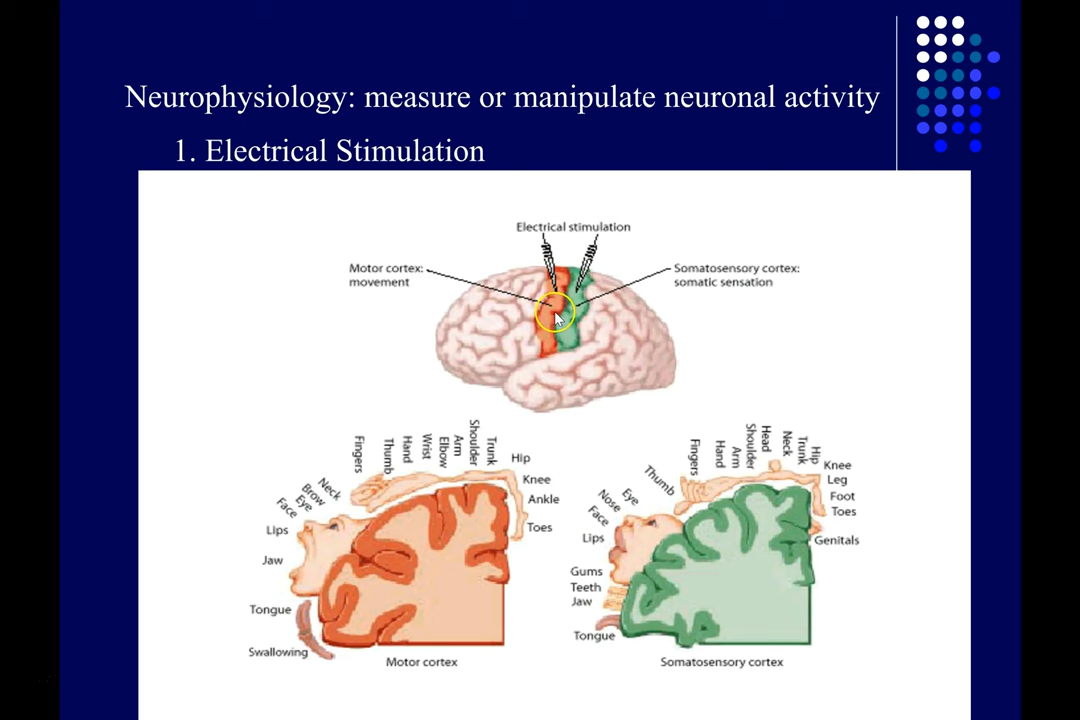 Neurophysiology: measure or manipulate neuronal activity
1. Electrical Stimulation
Electrical stimulation
Motor cortex:
movement
Somatosensory cortex:
somatic sensation
Fingers
Thumb
Hand
Wrist
Elbow
Arm
Shoulder
Trunk
Hip
Knee
Ankle
Toes
Neck
Brow
Eye
Face
Lips
Jaw
Tongue
Swallowing
Motor cortex
Fingers
Hand
Arm
Shoulder
Head
Neck
Trunk
Hip
Knee
Leg
Foot
Toes
Genitals
Thumb
Eye
Nose
Face
Lips
Gums
Teeth
Jaw
Tongue
Somatosensory cortex